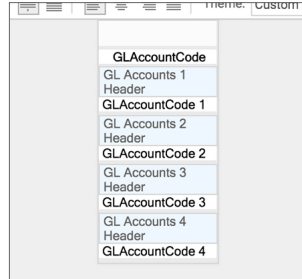 Theme: Custom
GLAccountCode
GL Accounts 1
Header
GLAccountCode 1
GL Accounts 2
Header
GLAccountCode 2
GL Accounts 3
Header
GLAccountCode 3
GL Accounts 4
Header
GLAccountCode 4